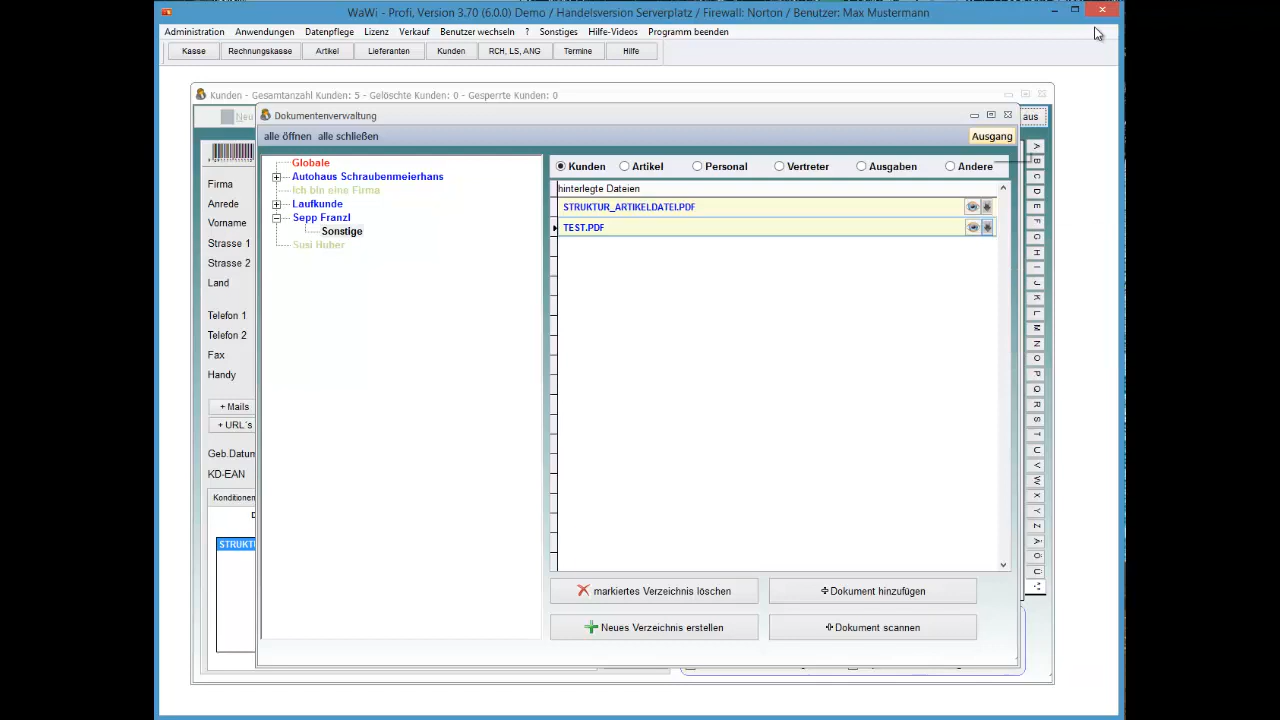 WaWi - Profi, Version 3.70 (6.0.0) Demo / Handelsversion Serverplatz / Firewall: Norton / Benutzer: Max Mustermann
Administration Anwendungen Datenpflege Lizenz Verkauf Benutzer wechseln ? Sonstiges Hilfe-Videos Programm beenden
Kasse Rechnungskasse Artikel Lieferanten Kunden RCH, LS, ANG Termine Hilfe
Kunden - Gesamtanzahl Kunden: 5 - Gelöschte Kunden: 0 - Gesperrte Kunden: 0
Neu
aus
Dokumentenverwaltung
alle öffnen alle schließen
Ausgang
Globale
Autohaus Schraubenmeierhans
Ich bin eine Firma
Laufkunde
Sepp Franzl
Sonstige
Susi Huber
Kunden Artikel Personal Vertreter Ausgaben Andere
hinterlegte Dateien
STRUKTUR_ARTIKELDATEI.PDF
TEST.PDF
markiertes Verzeichnis löschen
Dokument hinzufügen
Neues Verzeichnis erstellen
Dokument scannen
Firma
Anrede
Vorname
Strasse 1
Strasse 2
Land
Telefon 1
Telefon 2
Fax
Handy
+ Mails
+ URL´s
Geb.Datum
KD-EAN
Konditionen
STRUKTU
A
B
C
D
E
F
G
H
I
J
K
L
M
N
O
P
Q
R
S
T
U
V
W
X
Y
Z
Ä
Ö
Ü